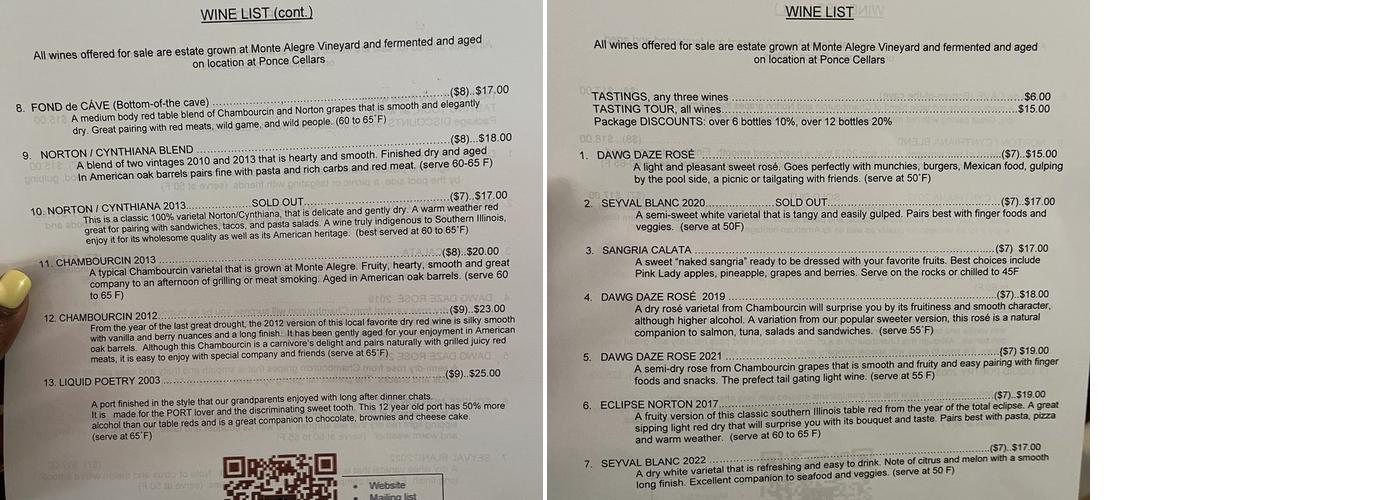 WINE LIST (cont.)
All wines offered for sale are estate grown at Monte Alegre Vineyard and fermented and aged
on location at Ponce Cellars
8. FOND de CÁVE (Bottom-of-the cave) ............................................................($8)..$17.00
A medium body red table blend of Chambourcin and Norton grapes that is smooth and elegantly
dry. Great pairing with red meats, wild game, and wild people. (60 to 65˚F)
9. NORTON / CYNTHIANA BLEND ............................................................($8)...$18.00
A blend of two vintages 2010 and 2013 that is hearty and smooth. Finished dry and aged
In American oak barrels pairs fine with pasta and rich carbs and red meat. (serve 60-65 F)
10. NORTON / CYNTHIANA 2013...................SOLD OUT...................................($7)..$17.00
This is a classic 100% varietal Norton/Cynthiana, that is delicate and gently dry. A warm weather red
great for pairing with sandwiches, tacos, and pasta salads. A wine truly indigenous to Southern Illinois,
enjoy it for its wholesome quality as well as its American heritage. (best served at 60 to 65˚F)
11. CHAMBOURCIN 2013 ............................................................($8)..$20.00
A typical Chambourcin varietal that is grown at Monte Alegre. Fruity, hearty, smooth and great
company to an afternoon of grilling or meat smoking. Aged in American oak barrels. (serve 60
to 65 F)
12. CHAMBOURCIN 2012............................................................($9)...$23.00
From the year of the last great drought, the 2012 version of this local favorite dry red wine is silky smooth
with vanilla and berry nuances and a long finish. It has been gently aged for your enjoyment in American
oak barrels. Although this Chambourcin is a carnivore's delight and pairs naturally with grilled juicy red
meats, it is easy to enjoy with special company and friends (serve at 65˚F)
13. LIQUID POETRY 2003 ............................................................($9)...$25.00
A port finished in the style that our grandparents enjoyed with long after dinner chats.
It is made for the PORT lover and the discriminating sweet tooth. This 12 year old port has 50% more
alcohol than our table reds and is a great companion to chocolate, brownies and cheese cake.
(serve at 65˚F)
• Website
• Mailing list
WINE LIST
All wines offered for sale are estate grown at Monte Alegre Vineyard and fermented and aged
on location at Ponce Cellars
TASTINGS, any three wines ............................................................$6.00
TASTING TOUR, all wines............................................................$15.00
Package DISCOUNTS: over 6 bottles 10%, over 12 bottles 20%
1. DAWG DAZE ROSÉ ............................................................($7)..$15.00
A light and pleasant sweet rosé. Goes perfectly with munchies, burgers, Mexican food, gulping
by the pool side, a picnic or tailgating with friends. (serve at 50˚F)
2. SEYVAL BLANC 2020....................SOLD OUT...................................($7)..$17.00
A semi-sweet white varietal that is tangy and easily gulped. Pairs best with finger foods and
veggies. (serve at 50F)
3. SANGRIA CALATA ............................................................($7) $17.00
A sweet "naked sangria" ready to be dressed with your favorite fruits. Best choices include
Pink Lady apples, pineapple, grapes and berries. Serve on the rocks or chilled to 45F
4. DAWG DAZE ROSÉ 2019 ............................................................($7)..$18.00
A dry rosé varietal from Chambourcin will surprise you by its fruitiness and smooth character,
although higher alcohol. A variation from our popular sweeter version, this rosé is a natural
companion to salmon, tuna, salads and sandwiches. (serve 55˚F)
5. DAWG DAZE ROSE 2021 ............................................................($7) $19.00
A semi-dry rose from Chambourcin grapes that is smooth and fruity and easy pairing with finger
foods and snacks. The prefect tail gating light wine. (serve at 55 F)
6. ECLIPSE NORTON 2017............................................................($7)..$19.00
A fruity version of this classic southern Illinois table red from the year of the total eclipse. A great
sipping light red dry that will surprise you with its bouquet and taste. Pairs best with pasta, pizza
and warm weather. (serve at 60 to 65 F)
7. SEYVAL BLANC 2022 ............................................................($7)..$17.00
A dry white varietal that is refreshing and easy to drink. Note of citrus and melon with a smooth
long finish. Excellent companion to seafood and veggies. (serve at 50 F)